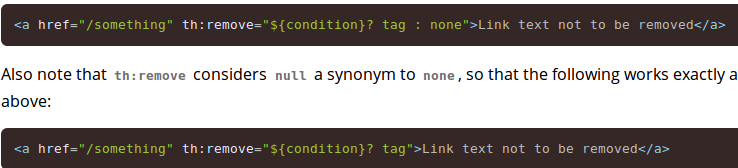 <a href="/something" th:remove="${condition}? tag : none">Link text not to be removed</a>
Also note that th:remove considers null a synonym to none, so that the following works exactly a
above:
<a href="/something" th:remove="${condition}? tag">Link text not to be removed</a>